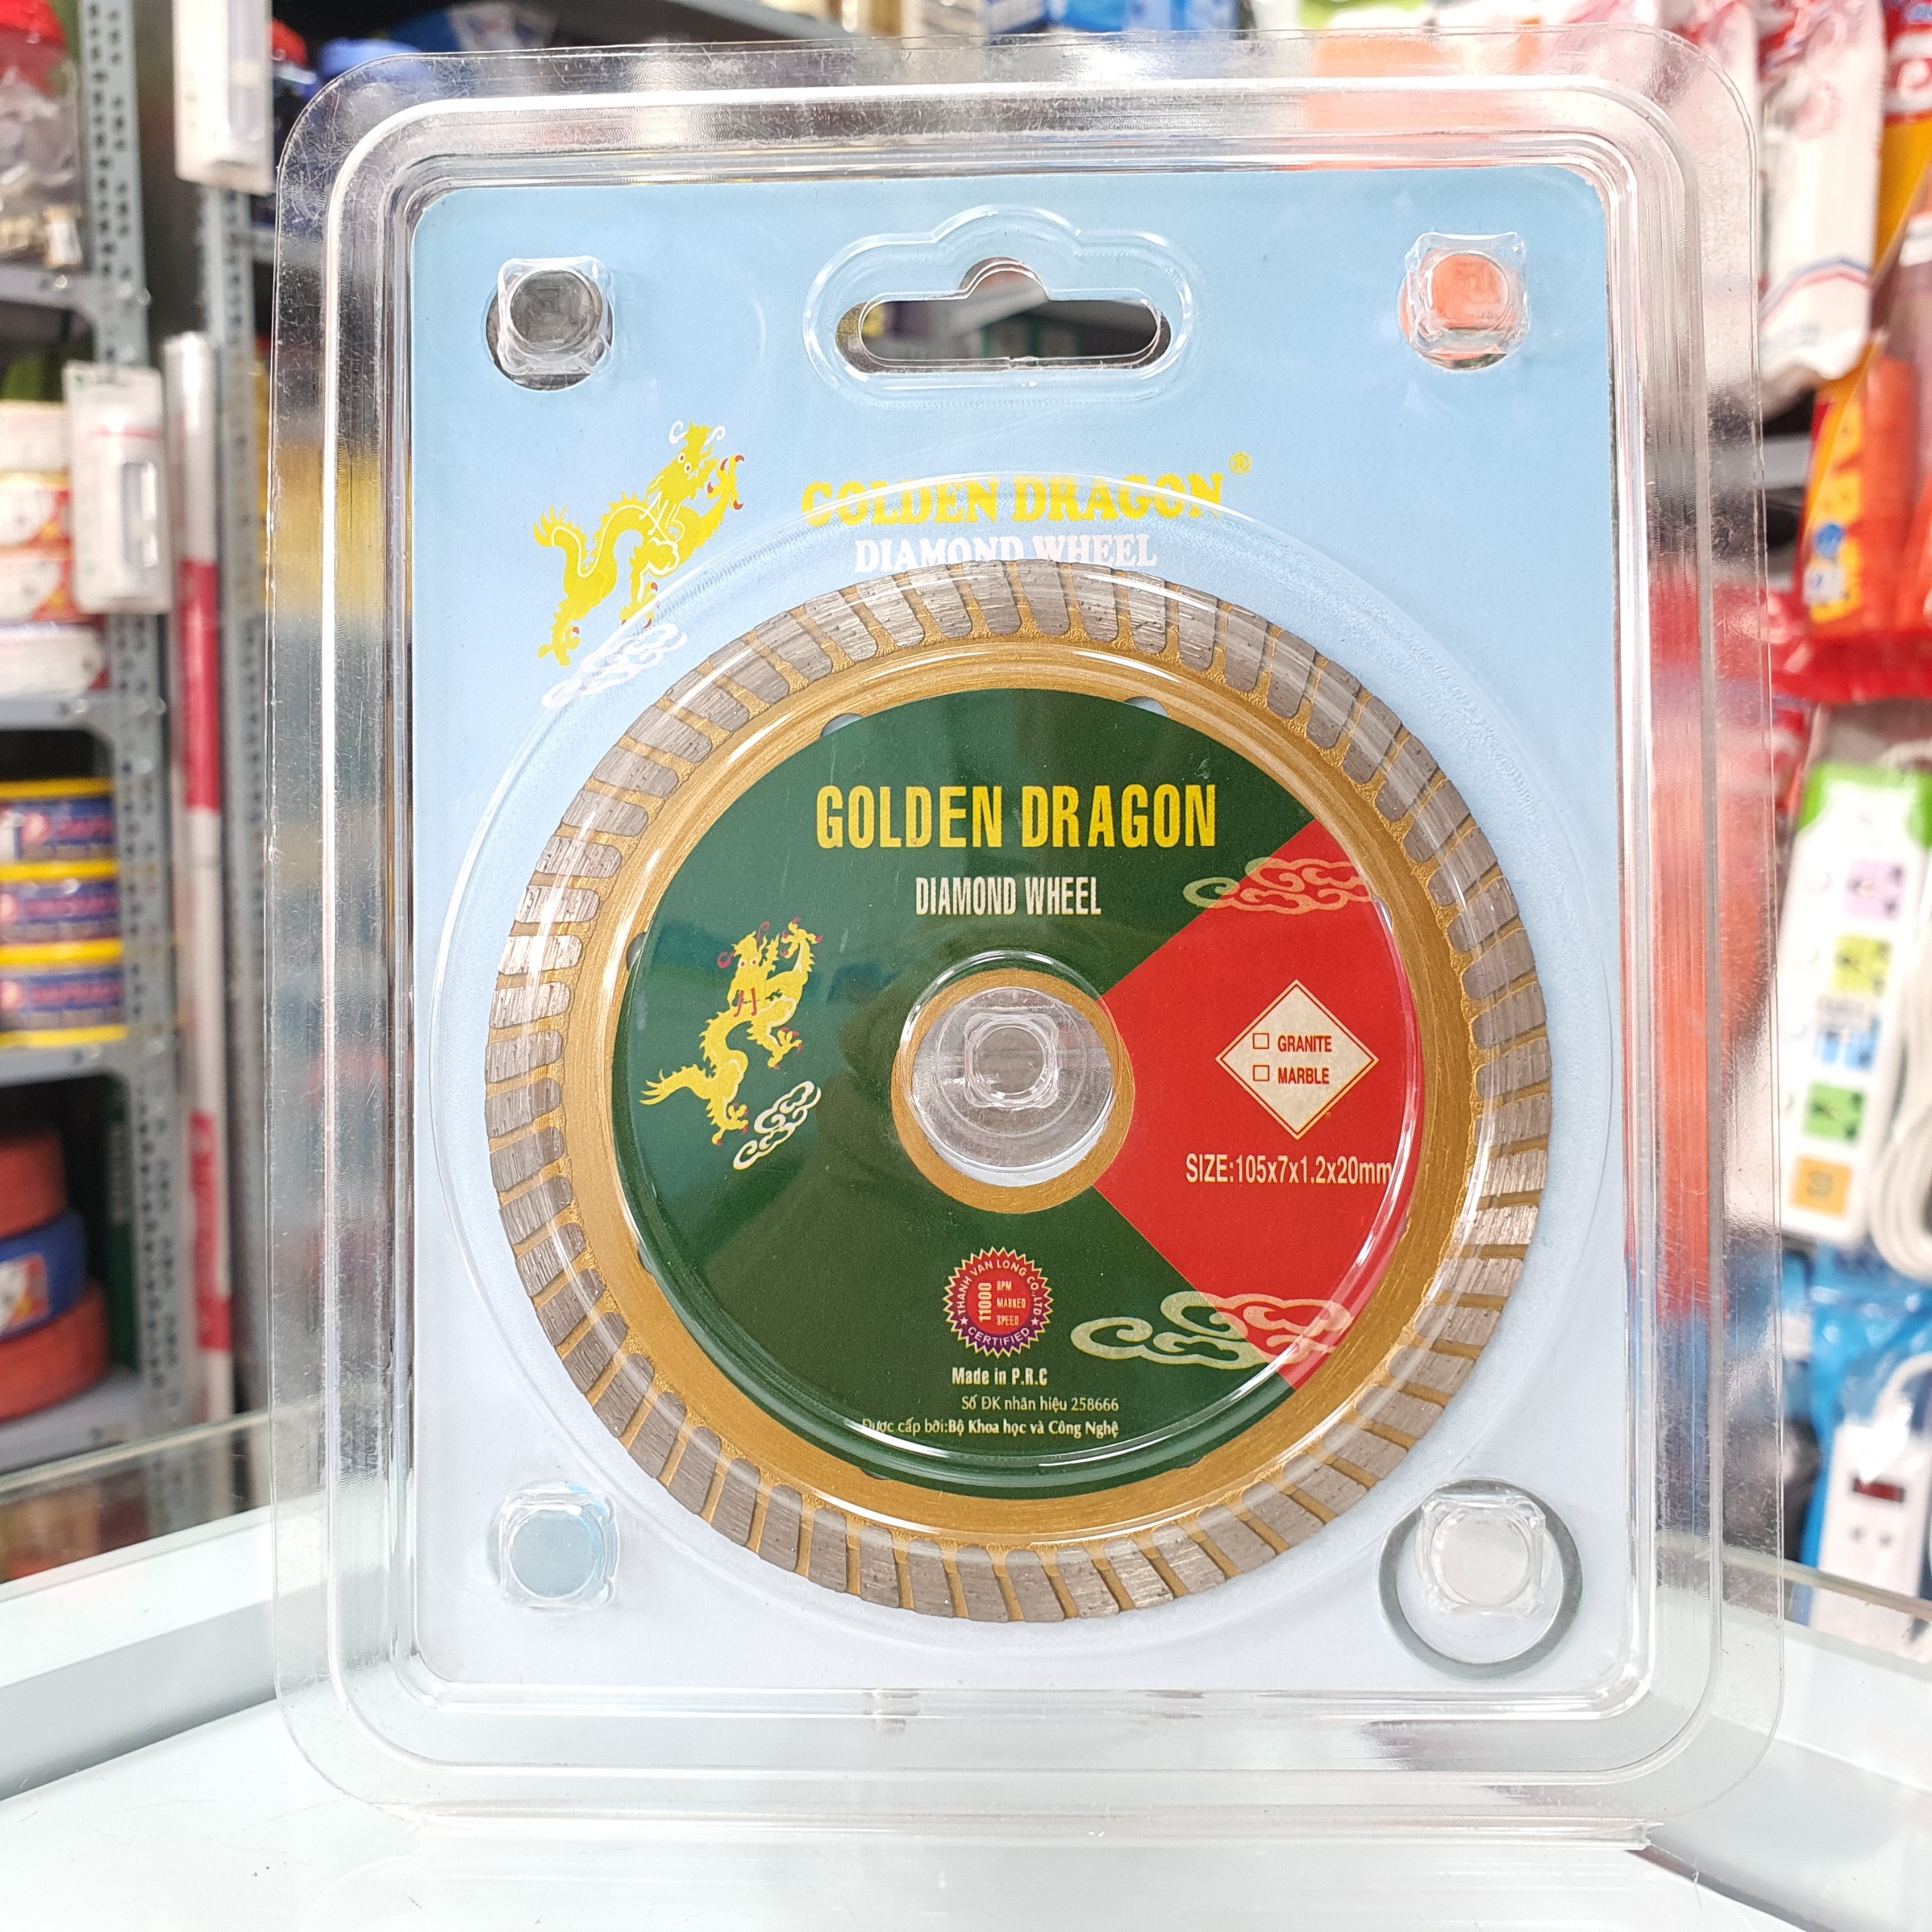 GOLDEN DRAGON®
DIAMOND WHEEL
GOLDEN DRAGON
DIAMOND WHEEL
GRANITE
MARBLE
SIZE:105x7x1.2x20mm
THANH VAN LONG CO.,LTD
11000
RPM
MARKED
SPEED
CERTIFIED
Made in P.R.C
Số ĐK nhãn hiệu 258666
Được cấp bởi:Bộ Khoa học và Công Nghệ